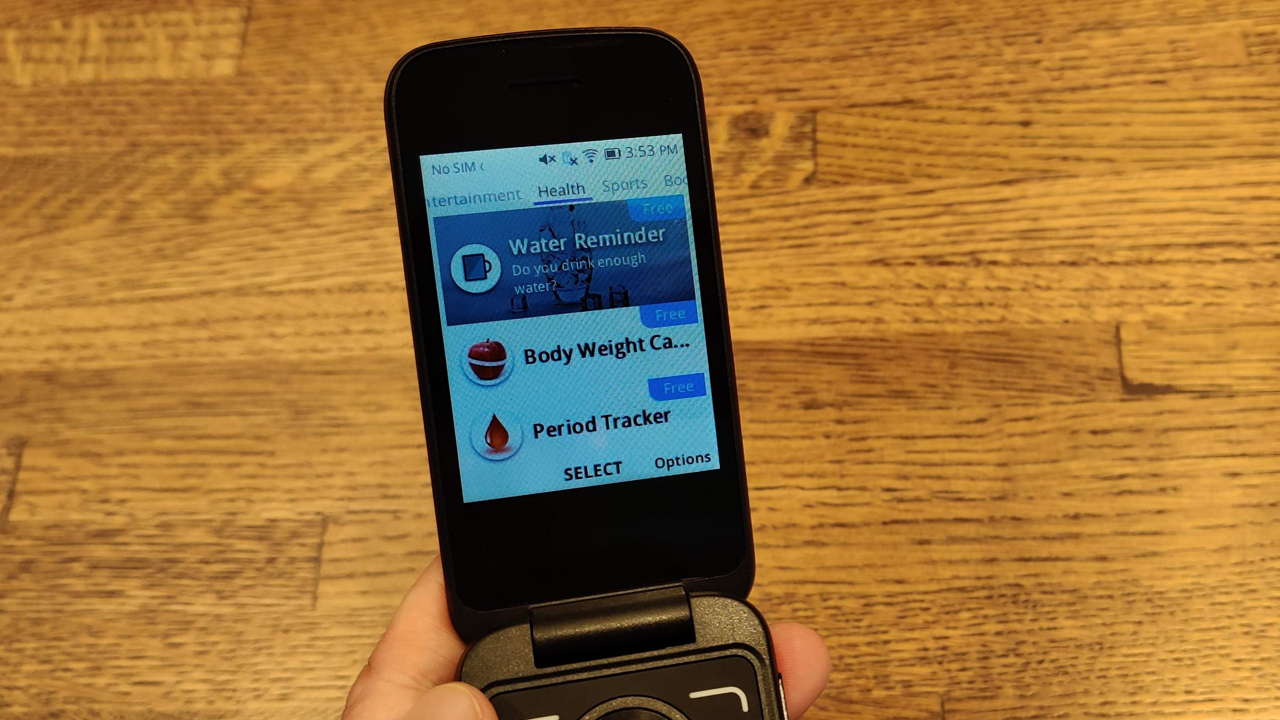 No SIM
3:53 PM
ntertainment Health Sports Boo
Free
Water Reminder
Do you drink enough
water?
Free
Body Weight Ca...
Free
Period Tracker
SELECT Options